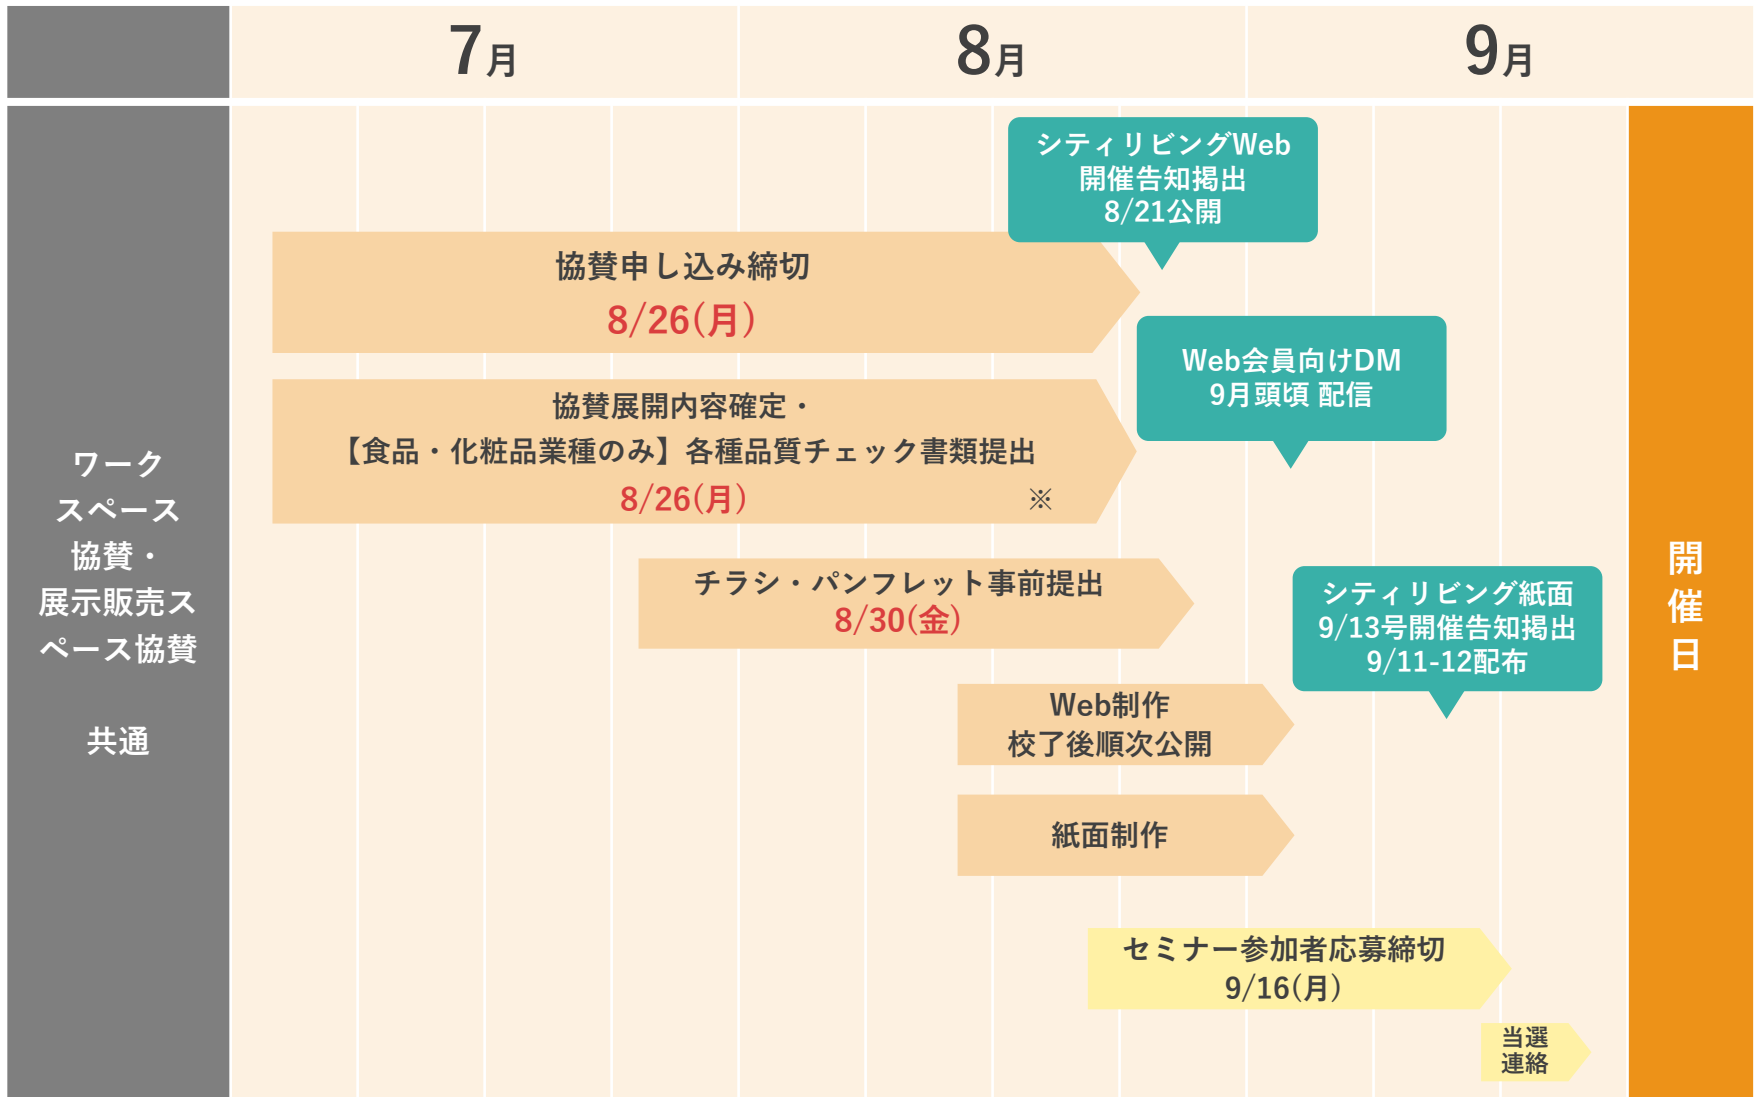 7月
8月
9月
ワーク
スペース
協賛・
展示販売ス
ペース協賛
共通
シティリビングWeb
開催告知掲出
8/21公開
協賛申し込み締切
8/26(月)
Web会員向けDM
9月頭頃 配信
協賛展開内容確定・
【食品・化粧品業種のみ】各種品質チェック書類提出
8/26(月)
※
チラシ・パンフレット事前提出
8/30(金)
シティリビング紙面
9/13号開催告知掲出
9/11-12配布
Web制作
校了後順次公開
紙面制作
セミナー参加者応募締切
9/16(月)
当選
連絡
開
催
日